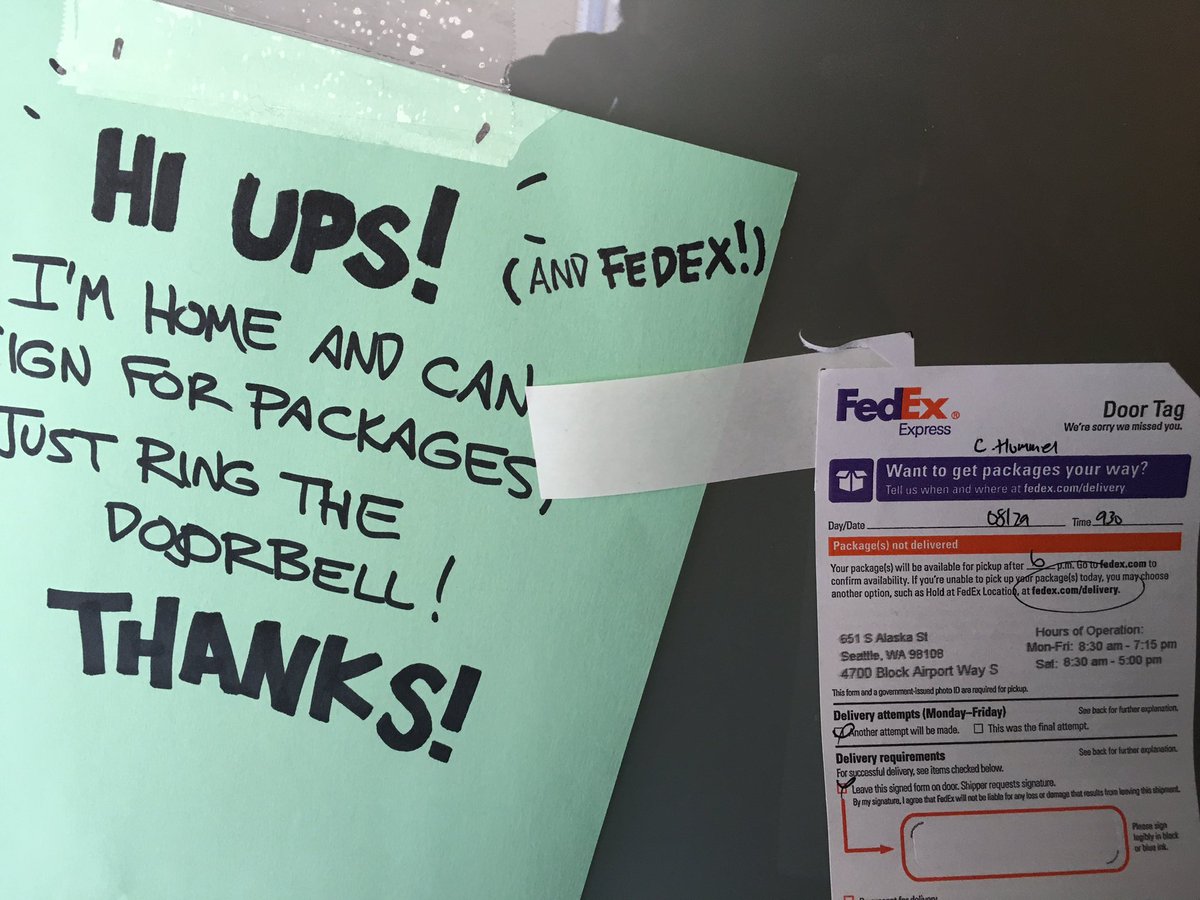 HI UPS!
(AND FEDEX!)
I'M HOME AND CAN
SIGN FOR PACKAGES,
JUST RING THE
DOORBELL!
THANKS!
FedEx®
Express
Door Tag
We're sorry we missed you.
C. Hummel
Want to get packages your way?
Tell us when and where at fedex.com/delivery
Day/Date 08/29 Time 930
Package(s) not delivered
Your package(s) will be available for pickup after 6 p.m. Go to fedex.com to
confirm availability. If you're unable to pick up your package(s) today, you may choose
another option, such as Hold at FedEx Location, at fedex.com/delivery.
651 S Alaska St
Seattle, WA 98108
4700 Block Airport Way S
Hours of Operation:
Mon-Fri: 8:30 am - 7:15 pm
Sat: 8:30 am - 5:00 pm
This form and a government-issued photo ID are required for pickup.
Delivery attempts (Monday–Friday) See back for further explanation.
Another attempt will be made. This was the final attempt.
Delivery requirements See back for further explanation.
For successful delivery, see items checked below.
Leave this signed form on door. Shipper requests signature.
By my signature, I agree that FedEx will not be liable for any loss or damage that results from leaving this shipment.
Please sign
legibly in black
or blue ink.